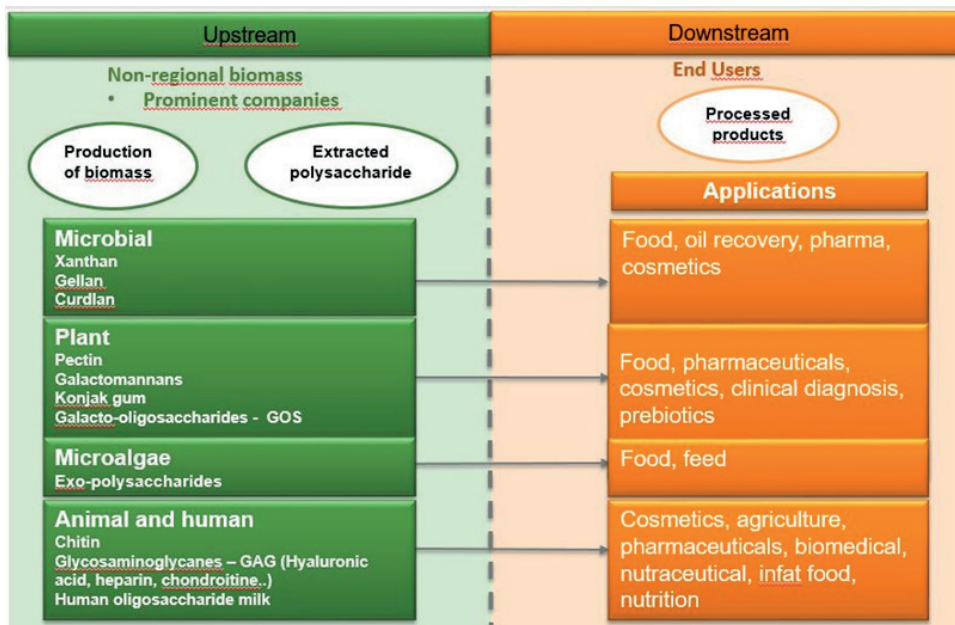 Upstream
Downstream
Non-regional biomass
• Prominent companies
End Users
Production
of biomass
Extracted
polysaccharide
Processed
products
Applications
Microbial
Xanthan
Gellan
Curdlan
Food, oil recovery, pharma,
cosmetics
Plant
Pectin
Galactomannans
Konjak gum
Galacto-oligosaccharides - GOS
Food, pharmaceuticals,
cosmetics, clinical diagnosis,
prebiotics
Microalgae
Exo-polysaccharides
Food, feed
Animal and human
Chitin
Glycosaminoglycanes – GAG (Hyaluronic
acid, heparin, chondroitine..)
Human oligosaccharide milk
Cosmetics, agriculture,
pharmaceuticals, biomedical,
nutraceutical, infat food,
nutrition